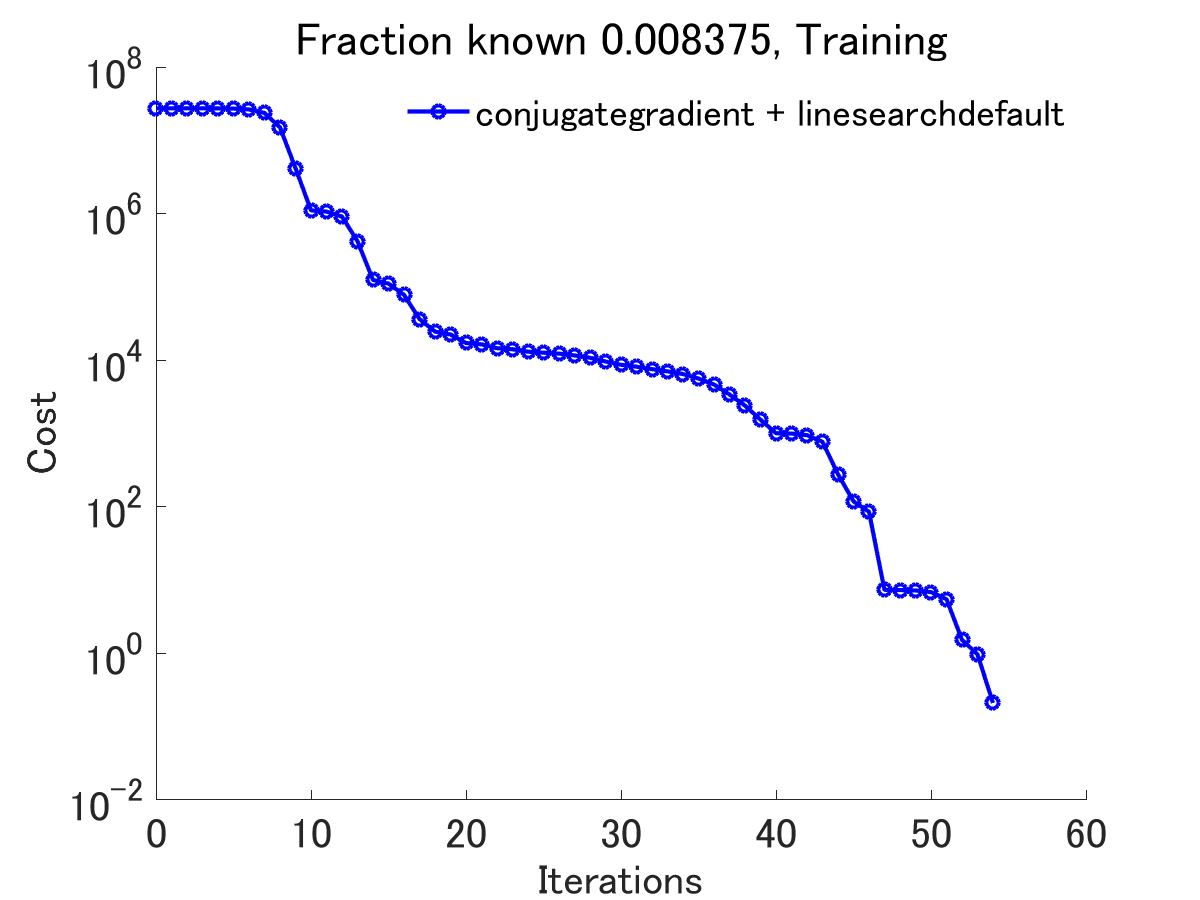 Fraction known 0.008375, Training
conjugategradient + linesearchdefault
10^8
10^6
10^4
10^2
10^0
10^-2
Cost
0 10 20 30 40 50 60
Iterations